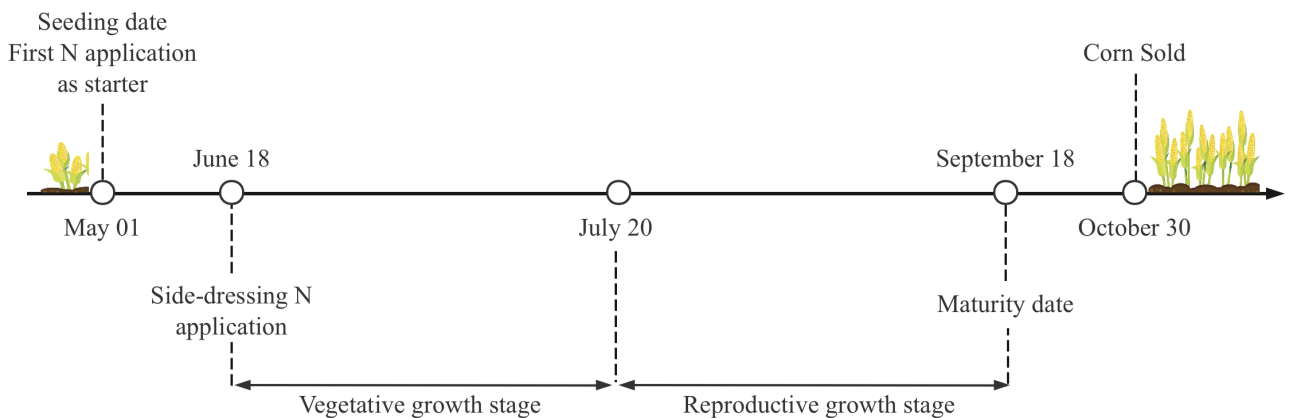 Seeding date
First N application
as starter
Corn Sold
June 18
September 18
May 01
July 20
October 30
Side-dressing N
application
Maturity date
Vegetative growth stage
Reproductive growth stage